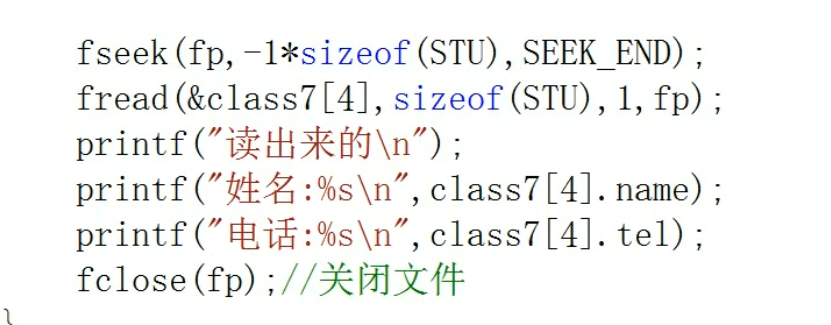 fseek(fp,-1*sizeof(STU),SEEK_END);
fread(&class7[4],sizeof(STU),1,fp);
printf("读出来的\n");
printf("姓名:%s\n",class7[4].name);
printf("电话:%s\n",class7[4].tel);
fclose(fp);//关闭文件
}